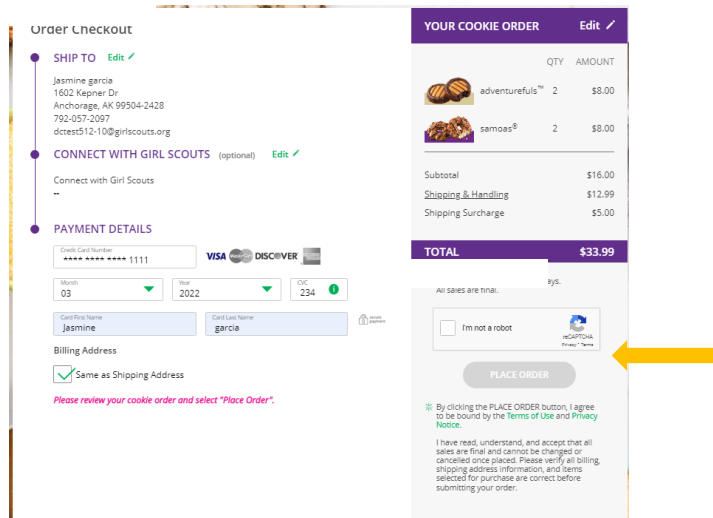 Order Checkout
SHIP TO Edit
Jasmine garcia
1602 Kepner Dr
Anchorage, AK 99504-2428
792-057-2097
dctest512-10@girlscouts.org
CONNECT WITH GIRL SCOUTS (optional) Edit
Connect with Girl Scouts
--
PAYMENT DETAILS
Credit Card Number
**** **** **** 1111
VISA MasterCard DISCOVER
Month
03
Year
2022
CVC
234
Card First Name
Jasmine
Card Last Name
garcia
secure
payment
Billing Address
Same as Shipping Address
Please review your cookie order and select "Place Order".
YOUR COOKIE ORDER Edit
QTY AMOUNT
adventurefuls™ 2 $8.00
samoas® 2 $8.00
Subtotal $16.00
Shipping & Handling $12.99
Shipping Surcharge $5.00
TOTAL $33.99
ays.
All sales are final.
I'm not a robot
reCAPTCHA
Privacy - Terms
PLACE ORDER
By clicking the PLACE ORDER button, I agree
to be bound by the Terms of Use and Privacy
Notice.
I have read, understand, and accept that all
sales are final and cannot be changed or
cancelled once placed. Please verify all billing,
shipping address information, and items
selected for purchase are correct before
submitting your order.